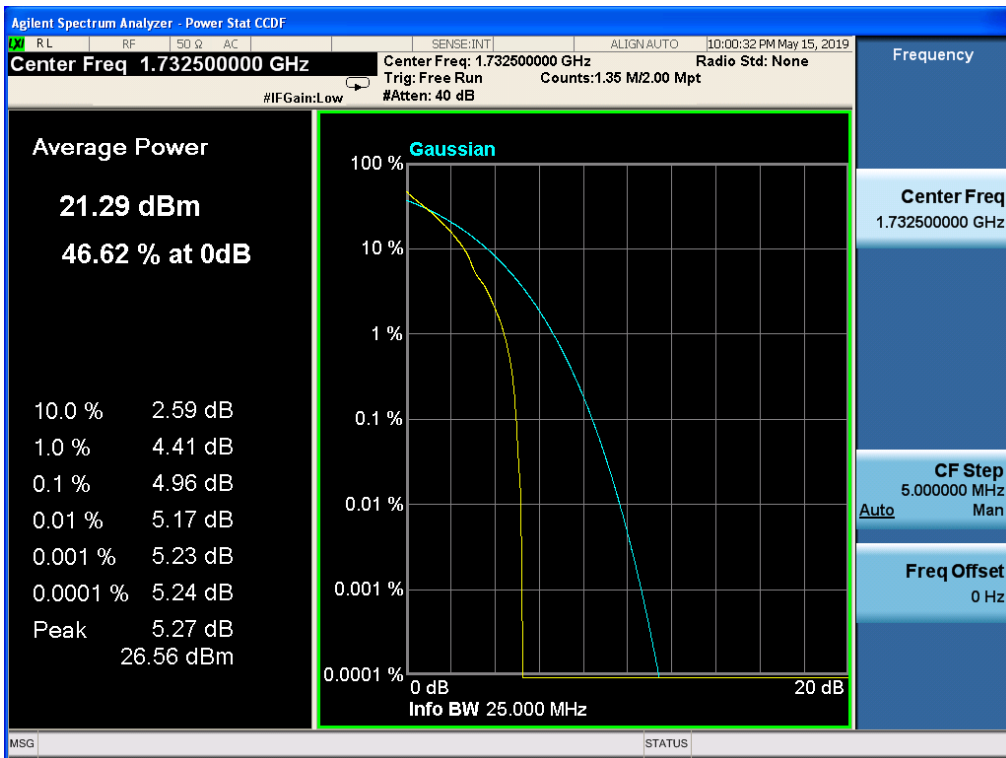 Agilent Spectrum Analyzer - Power Stat CCDF
LXI RL RF 50 Ω AC SENSE:INT ALIGN AUTO 10:00:32 PM May 15, 2019
Center Freq 1.732500000 GHz
Center Freq: 1.732500000 GHz Radio Std: None
Trig: Free Run Counts:1.35 M/2.00 Mpt
#IFGain:Low #Atten: 40 dB
Frequency
Average Power
21.29 dBm
46.62 % at 0dB
10.0 % 2.59 dB
1.0 % 4.41 dB
0.1 % 4.96 dB
0.01 % 5.17 dB
0.001 % 5.23 dB
0.0001 % 5.24 dB
Peak 5.27 dB
26.56 dBm
Gaussian
100 %
10 %
1 %
0.1 %
0.01 %
0.001 %
0.0001 %
0 dB 20 dB
Info BW 25.000 MHz
Center Freq
1.732500000 GHz
CF Step
5.000000 MHz
Auto Man
Freq Offset
0 Hz
MSG STATUS